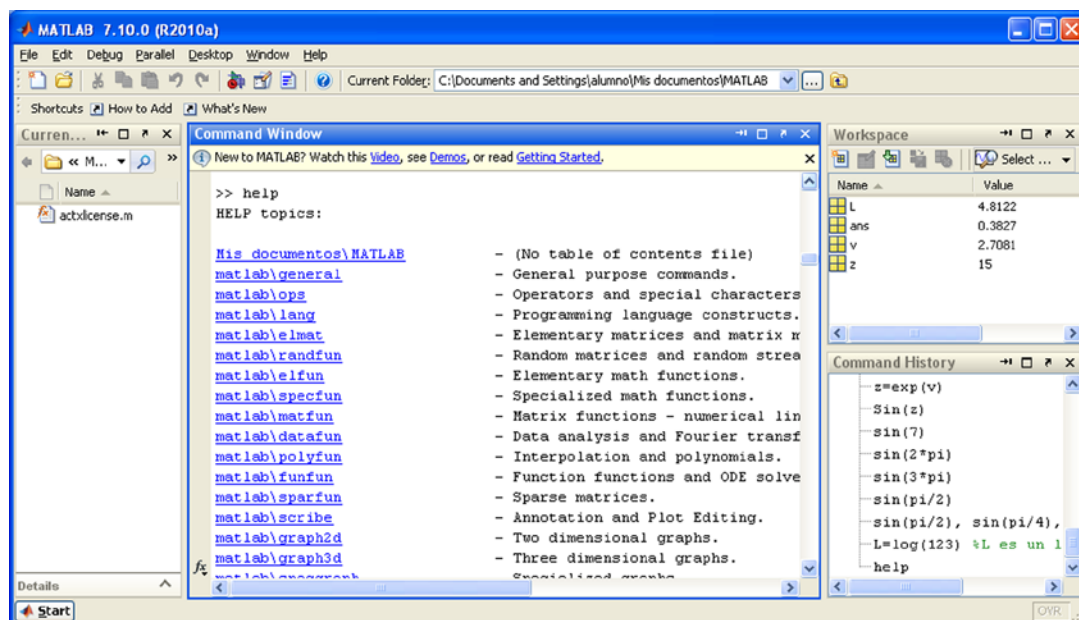 MATLAB 7.10.0 (R2010a)
File Edit Debug Parallel Desktop Window Help
Current Folder: C:\Documents and Settings\alumno\Mis documentos\MATLAB
Shortcuts How to Add What's New
Curren...
« M...
Name
actxlicense.m
Details
Command Window
New to MATLAB? Watch this Video, see Demos, or read Getting Started.
>> help
HELP topics:
Mis documentos\MATLAB - (No table of contents file)
matlab\general - General purpose commands.
matlab\ops - Operators and special characters
matlab\lang - Programming language constructs.
matlab\elmat - Elementary matrices and matrix m
matlab\randfun - Random matrices and random strea
matlab\elfun - Elementary math functions.
matlab\specfun - Specialized math functions.
matlab\matfun - Matrix functions - numerical lin
matlab\datafun - Data analysis and Fourier transf
matlab\polyfun - Interpolation and polynomials.
matlab\funfun - Function functions and ODE solve
matlab\sparfun - Sparse matrices.
matlab\scribe - Annotation and Plot Editing.
matlab\graph2d - Two dimensional graphs.
matlab\graph3d - Three dimensional graphs.
fx
Workspace
Select ...
Name Value
L 4.8122
ans 0.3827
v 2.7081
z 15
Command History
z=exp(v)
Sin(z)
sin(7)
sin(2*pi)
sin(3*pi)
sin(pi/2)
sin(pi/2), sin(pi/4),
L=log(123) %L es un l
help
Start
OVR